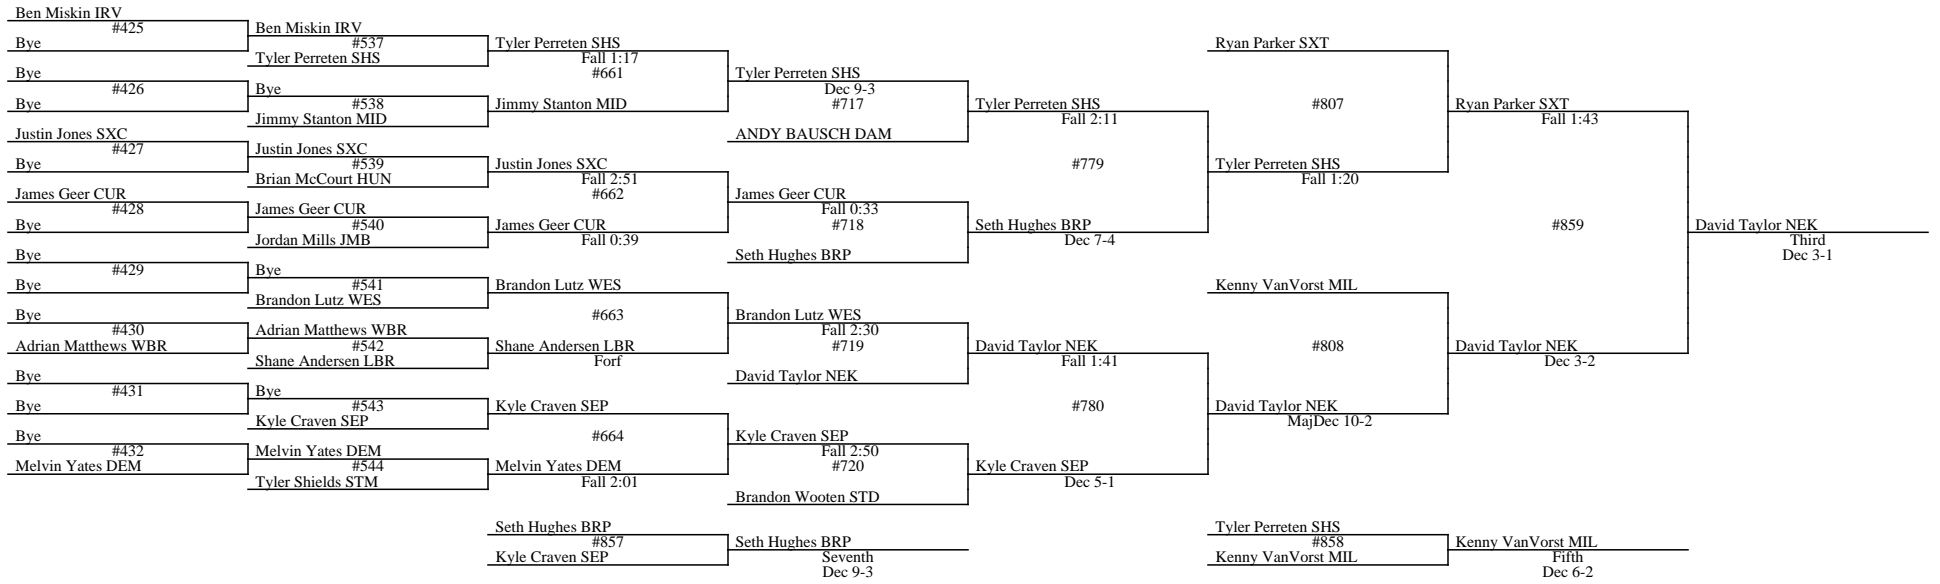 Ben Miskin IRV
#425
Bye
Bye
#426
Bye
Justin Jones SXC
#427
Bye
James Geer CUR
#428
Bye
Bye
#429
Bye
Bye
#430
Adrian Matthews WBR
Bye
#431
Bye
Bye
#432
Melvin Yates DEM
Ben Miskin IRV
#537
Tyler Perreten SHS
Bye
#538
Jimmy Stanton MID
Justin Jones SXC
#539
Brian McCourt HUN
James Geer CUR
#540
Jordan Mills JMB
Bye
#541
Brandon Lutz WES
Adrian Matthews WBR
#542
Shane Andersen LBR
Bye
#543
Kyle Craven SEP
Melvin Yates DEM
#544
Tyler Shields STM
Tyler Perreten SHS
Fall 1:17
#661
Jimmy Stanton MID
Justin Jones SXC
Fall 2:51
#662
James Geer CUR
Fall 0:39
Brandon Lutz WES
#663
Shane Andersen LBR
Forf
Kyle Craven SEP
#664
Melvin Yates DEM
Fall 2:01
Tyler Perreten SHS
Dec 9-3
#717
ANDY BAUSCH DAM
James Geer CUR
Fall 0:33
#718
Seth Hughes BRP
Brandon Lutz WES
Fall 2:30
#719
David Taylor NEK
Kyle Craven SEP
Fall 2:50
#720
Brandon Wooten STD
Tyler Perreten SHS
Fall 2:11
#779
Seth Hughes BRP
Dec 7-4
David Taylor NEK
Fall 1:41
#780
Kyle Craven SEP
Dec 5-1
Ryan Parker SXT
#807
Tyler Perreten SHS
Fall 1:20
Kenny VanVorst MIL
#808
David Taylor NEK
MajDec 10-2
Ryan Parker SXT
Fall 1:43
#859
David Taylor NEK
Dec 3-2
David Taylor NEK
Third
Dec 3-1
Seth Hughes BRP
#857
Kyle Craven SEP
Seth Hughes BRP
Seventh
Dec 9-3
Tyler Perreten SHS
#858
Kenny VanVorst MIL
Kenny VanVorst MIL
Fifth
Dec 6-2